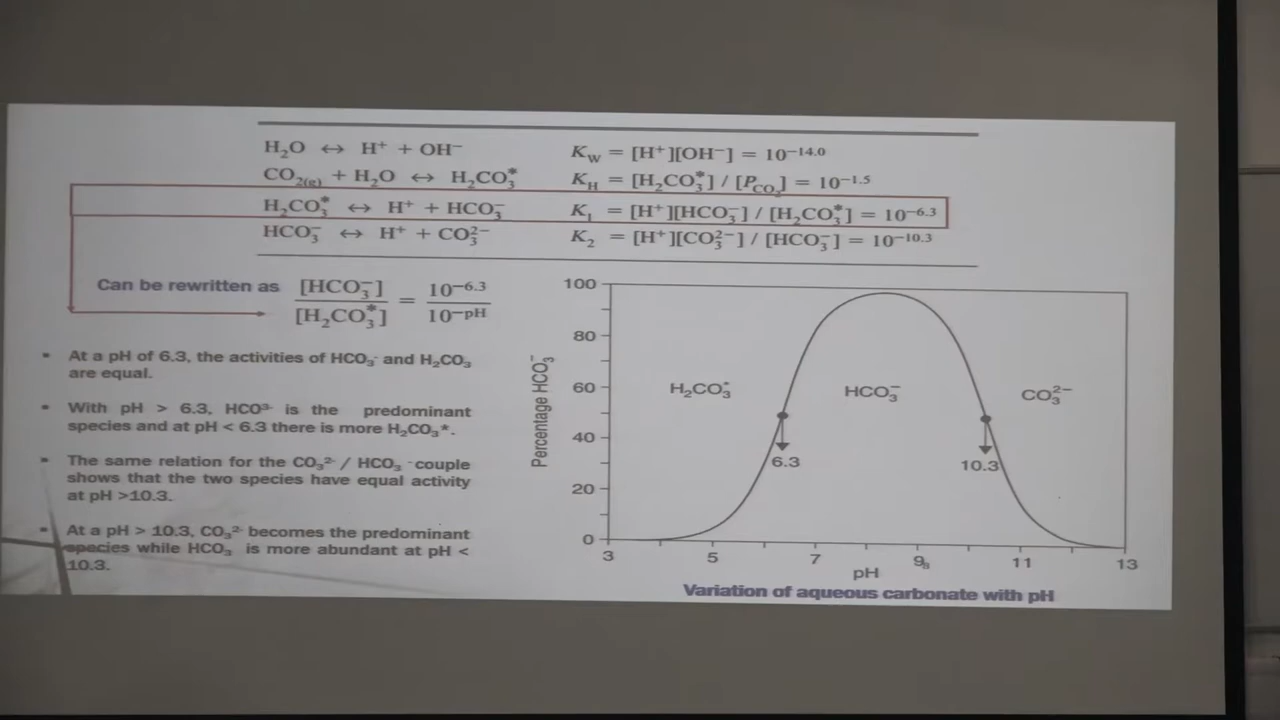 H₂O ↔ H⁺ + OH⁻ K_W = [H⁺][OH⁻] = 10⁻¹⁴·⁰
CO₂₍g₎ + H₂O ↔ H₂CO₃* K_H = [H₂CO₃*] / [P_CO₂] = 10⁻¹·⁵
H₂CO₃* ↔ H⁺ + HCO₃⁻ K₁ = [H⁺][HCO₃⁻] / [H₂CO₃*] = 10⁻⁶·³
HCO₃⁻ ↔ H⁺ + CO₃²⁻ K₂ = [H⁺][CO₃²⁻] / [HCO₃⁻] = 10⁻¹⁰·³
Can be rewritten as [HCO₃⁻] / [H₂CO₃*] = 10⁻⁶·³ / 10⁻ᵖᴴ
▪ At a pH of 6.3, the activities of HCO₃⁻ and H₂CO₃
are equal.
▪ With pH > 6.3, HCO³⁻ is the predominant
species and at pH < 6.3 there is more H₂CO₃*.
▪ The same relation for the CO₃²⁻ / HCO₃⁻ couple
shows that the two species have equal activity
at pH >10.3.
▪ At a pH > 10.3, CO₃²⁻ becomes the predominant
species while HCO₃ is more abundant at pH <
10.3.
Percentage HCO₃⁻
100
80
60
40
20
0
H₂CO₃* HCO₃⁻ CO₃²⁻
6.3 10.3
3 5 7 9 11 13
pH
Variation of aqueous carbonate with pH